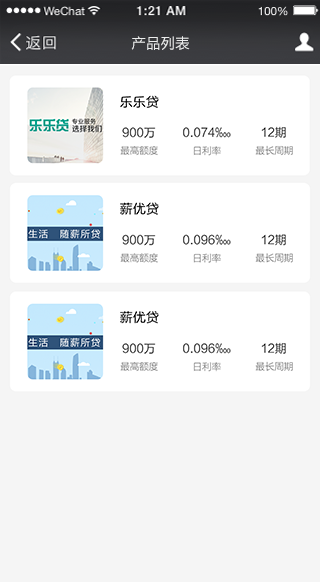 WeChat 1:21 AM 100%
返回 产品列表
乐乐贷
乐乐贷 专业服务
选择我们
900万 0.074‱ 12期
最高额度 日利率 最长周期
薪优贷
生活 随薪所贷
900万 0.096‱ 12期
最高额度 日利率 最长周期
薪优贷
生活 随薪所贷
900万 0.096‱ 12期
最高额度 日利率 最长周期